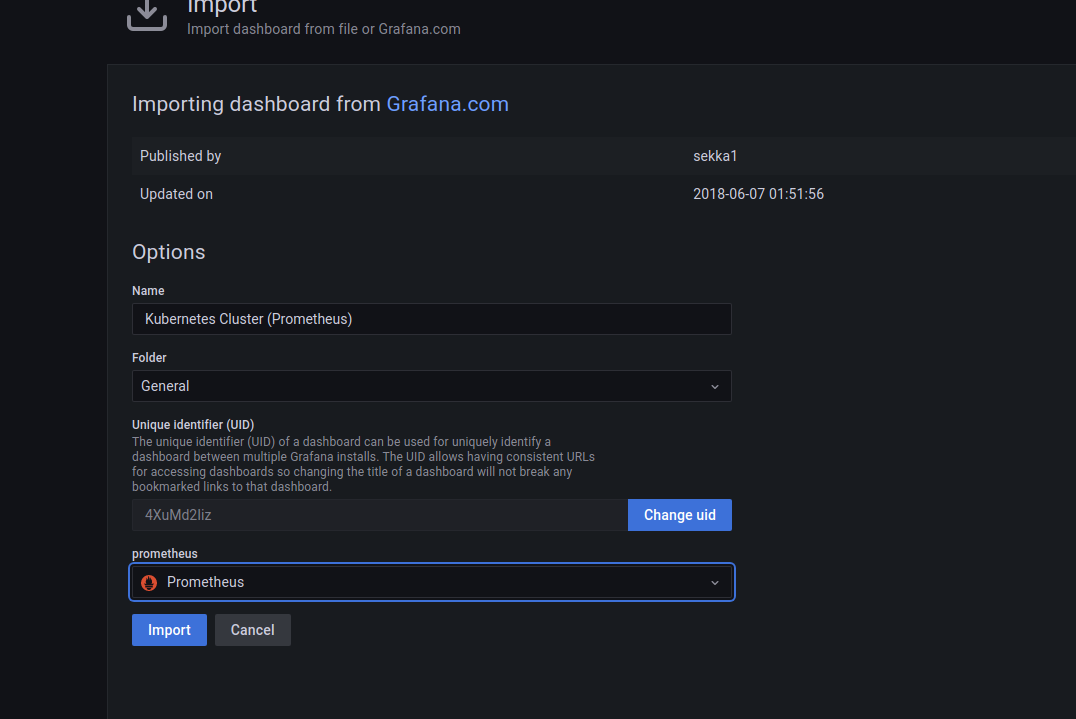 Import
Import dashboard from file or Grafana.com
Importing dashboard from Grafana.com
Published by sekka1
Updated on 2018-06-07 01:51:56
Options
Name
Kubernetes Cluster (Prometheus)
Folder
General
Unique identifier (UID)
The unique identifier (UID) of a dashboard can be used for uniquely identify a
dashboard between multiple Grafana installs. The UID allows having consistent URLs
for accessing dashboards so changing the title of a dashboard will not break any
bookmarked links to that dashboard.
4XuMd2Iiz Change uid
prometheus
Prometheus
Import Cancel